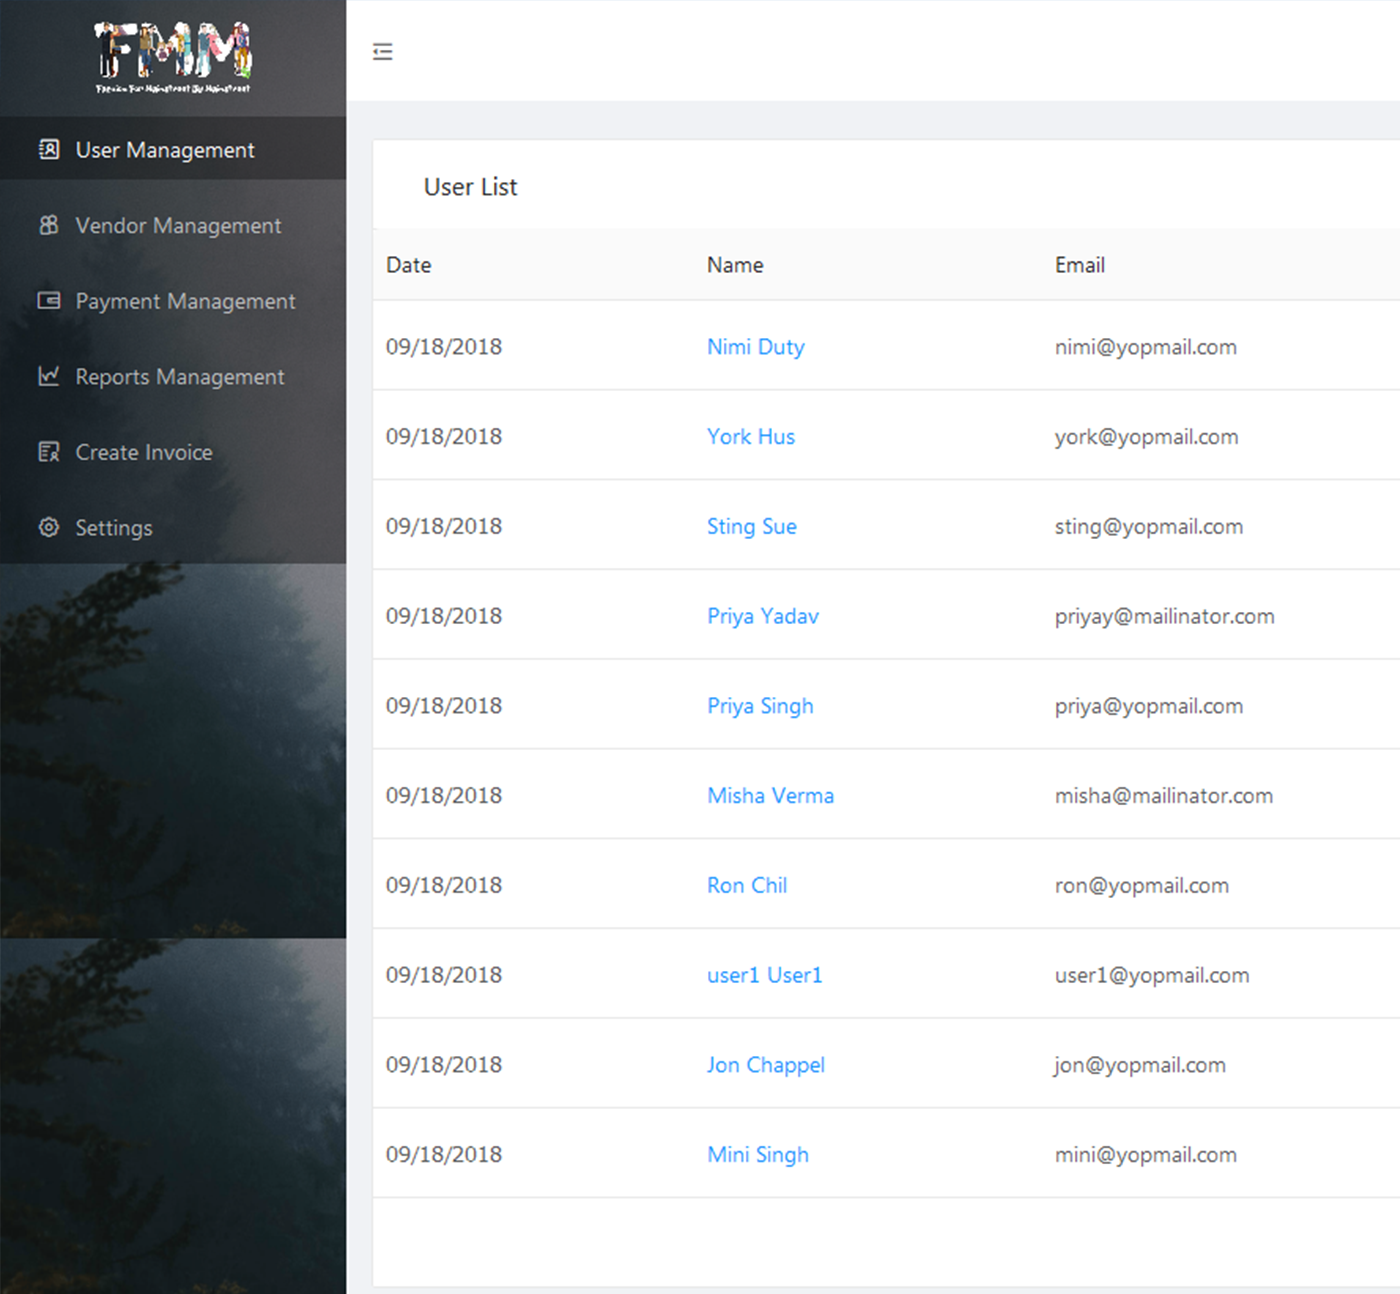 FMM
User Management
Vendor Management
Payment Management
Reports Management
Create Invoice
Settings
User List
Date Name Email
09/18/2018 Nimi Duty nimi@yopmail.com
09/18/2018 York Hus york@yopmail.com
09/18/2018 Sting Sue sting@yopmail.com
09/18/2018 Priya Yadav priyay@mailinator.com
09/18/2018 Priya Singh priya@yopmail.com
09/18/2018 Misha Verma misha@mailinator.com
09/18/2018 Ron Chil ron@yopmail.com
09/18/2018 user1 User1 user1@yopmail.com
09/18/2018 Jon Chappel jon@yopmail.com
09/18/2018 Mini Singh mini@yopmail.com